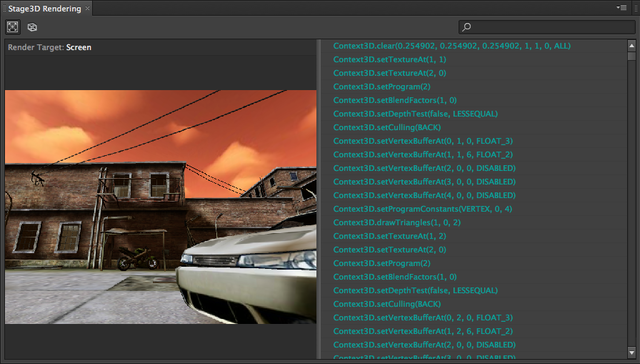 Stage3D Rendering
Render Target: Screen
Context3D.clear(0.254902, 0.254902, 0.254902, 1, 1, 0, ALL)
Context3D.setTextureAt(1, 1)
Context3D.setTextureAt(2, 0)
Context3D.setProgram(2)
Context3D.setBlendFactors(1, 0)
Context3D.setDepthTest(false, LESSEQUAL)
Context3D.setCulling(BACK)
Context3D.setVertexBufferAt(0, 1, 0, FLOAT_3)
Context3D.setVertexBufferAt(1, 1, 6, FLOAT_2)
Context3D.setVertexBufferAt(2, 0, 0, DISABLED)
Context3D.setVertexBufferAt(3, 0, 0, DISABLED)
Context3D.setVertexBufferAt(4, 0, 0, DISABLED)
Context3D.setProgramConstants(VERTEX, 0, 4)
Context3D.drawTriangles(1, 0, 2)
Context3D.setTextureAt(1, 2)
Context3D.setTextureAt(2, 0)
Context3D.setProgram(2)
Context3D.setBlendFactors(1, 0)
Context3D.setDepthTest(false, LESSEQUAL)
Context3D.setCulling(BACK)
Context3D.setVertexBufferAt(0, 2, 0, FLOAT_3)
Context3D.setVertexBufferAt(1, 2, 6, FLOAT_2)
Context3D.setVertexBufferAt(2, 0, 0, DISABLED)
Context3D.setVertexBufferAt(3, 0, 0, DISABLED)